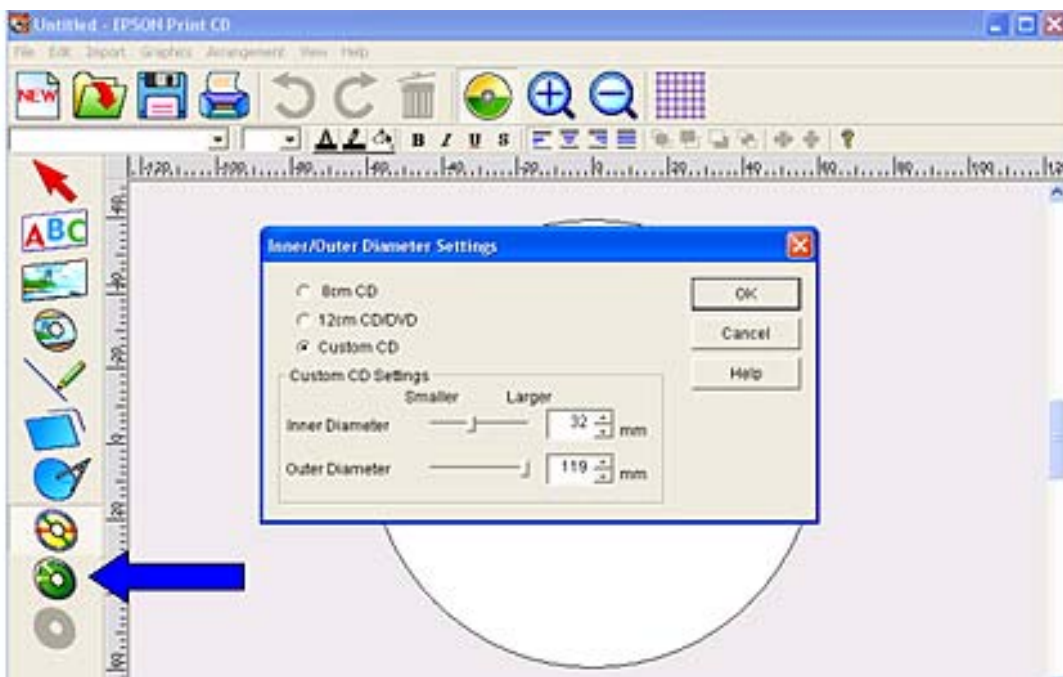 Untitled - EPSON Print CD
File Edit Import Graphics Arrangement View Help
NEW
A B I U S ?
ABC
Inner/Outer Diameter Settings
8cm CD
12cm CD/DVD
Custom CD
OK
Cancel
Help
Custom CD Settings
Smaller Larger
Inner Diameter 32 mm
Outer Diameter 119 mm